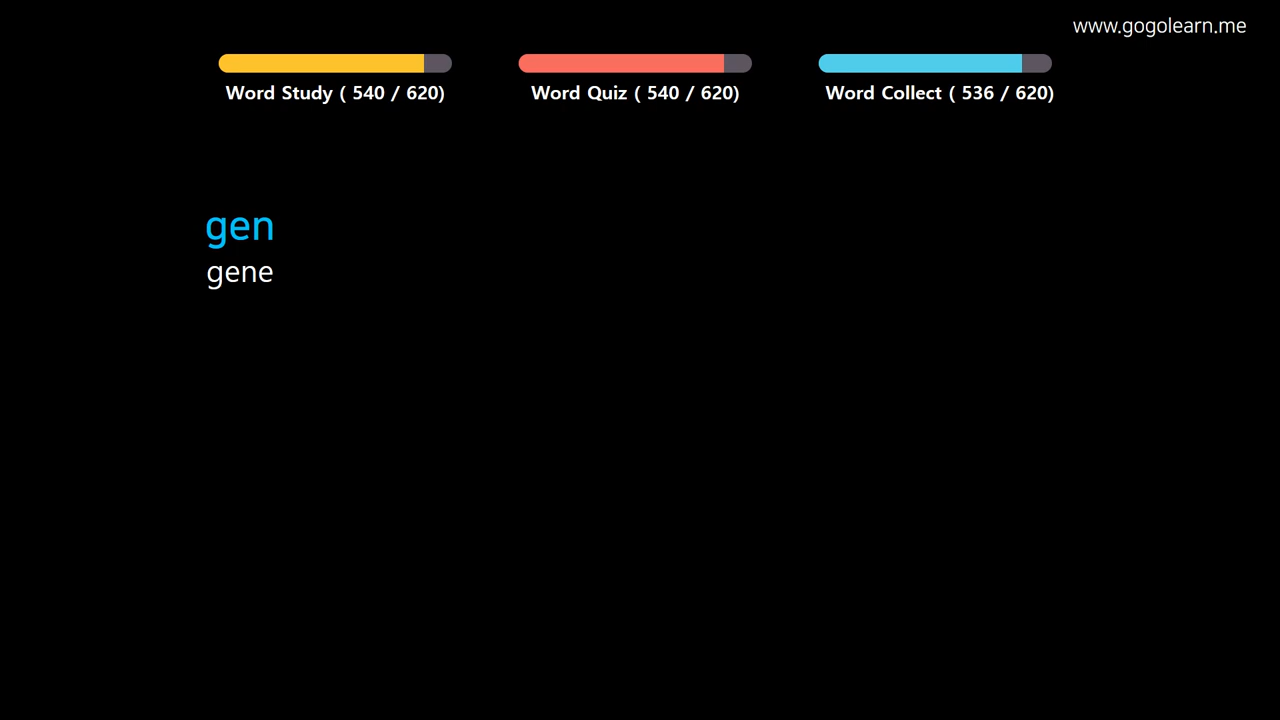 www.gogolearn.me
Word Study ( 540 / 620)
Word Quiz ( 540 / 620)
Word Collect ( 536 / 620)
gen
gene